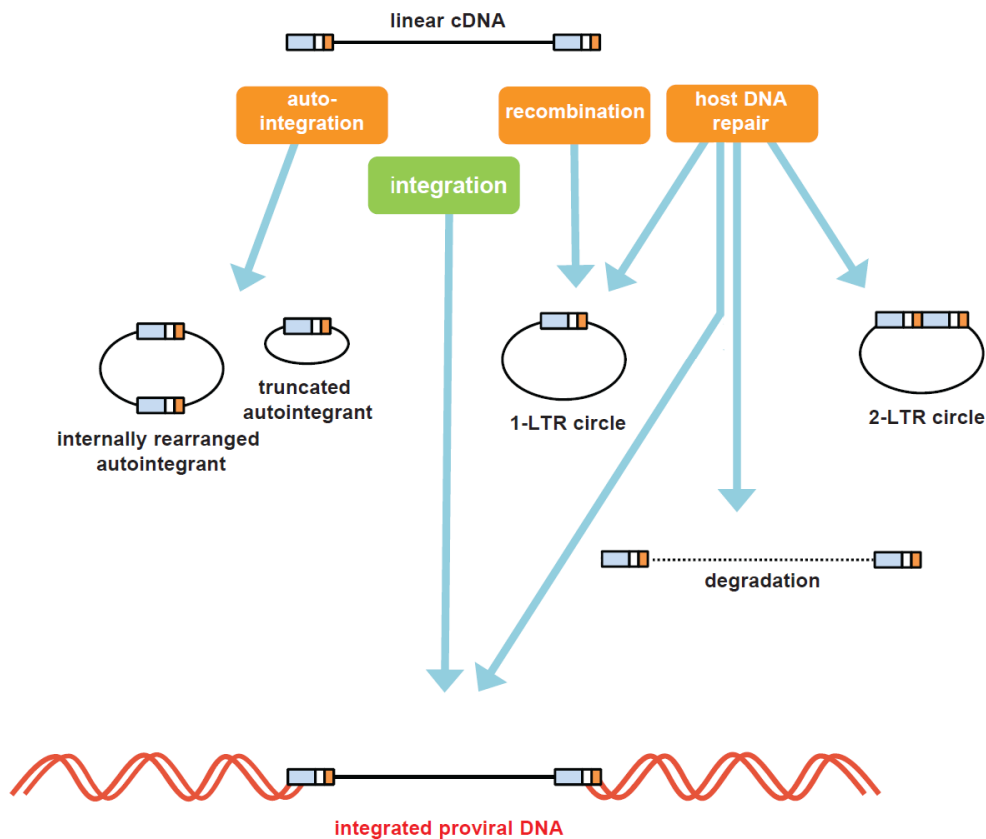 linear cDNA
auto-
integration
recombination
host DNA
repair
integration
truncated
autointegrant
internally rearranged
autointegrant
1-LTR circle
2-LTR circle
degradation
integrated proviral DNA